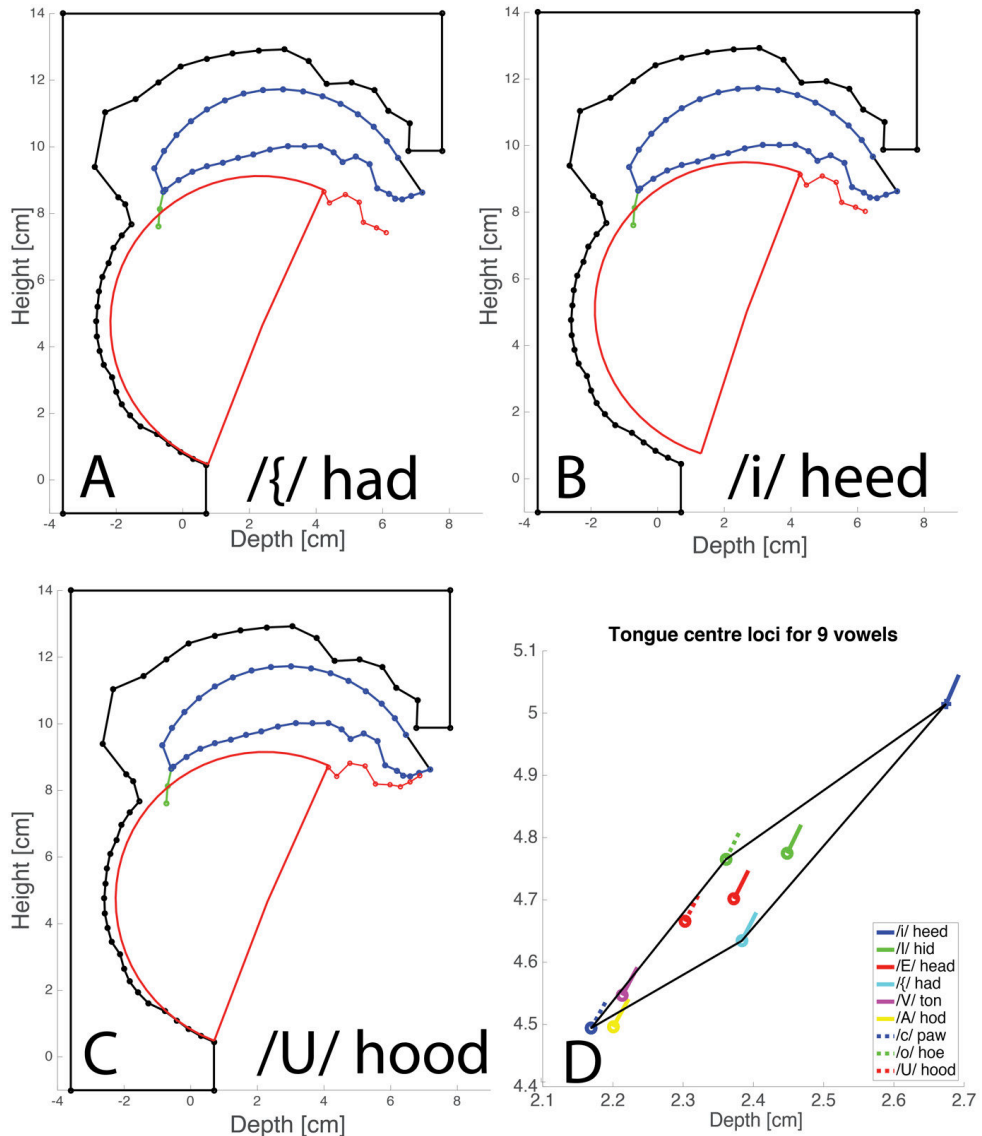 14
12
10
8
6
4
2
0
-4 -2 0 2 4 6 8
Height [cm]
Depth [cm]
A /{/ had
14
12
10
8
6
4
2
0
-4 -2 0 2 4 6 8
Height [cm]
Depth [cm]
B /i/ heed
14
12
10
8
6
4
2
0
-4 -2 0 2 4 6 8
Height [cm]
Depth [cm]
C /U/ hood
Tongue centre loci for 9 vowels
5.1
5
4.9
4.8
4.7
4.6
4.5
4.4
2.1 2.2 2.3 2.4 2.5 2.6 2.7
Height [cm]
Depth [cm]
D
/i/ heed
/I/ hid
/E/ head
/{/ had
/V/ ton
/A/ hod
/c/ paw
/o/ hoe
/U/ hood